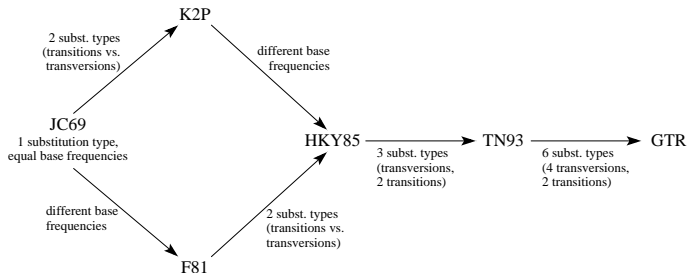 K2P
2 subst. types
(transitions vs.
transversions)
different base
frequencies
JC69
1 substitution type,
equal base frequencies
HKY85
3 subst. types
(transversions,
2 transitions)
TN93
6 subst. types
(4 transversions,
2 transitions)
GTR
different base
frequencies
2 subst. types
(transitions vs.
transversions)
F81